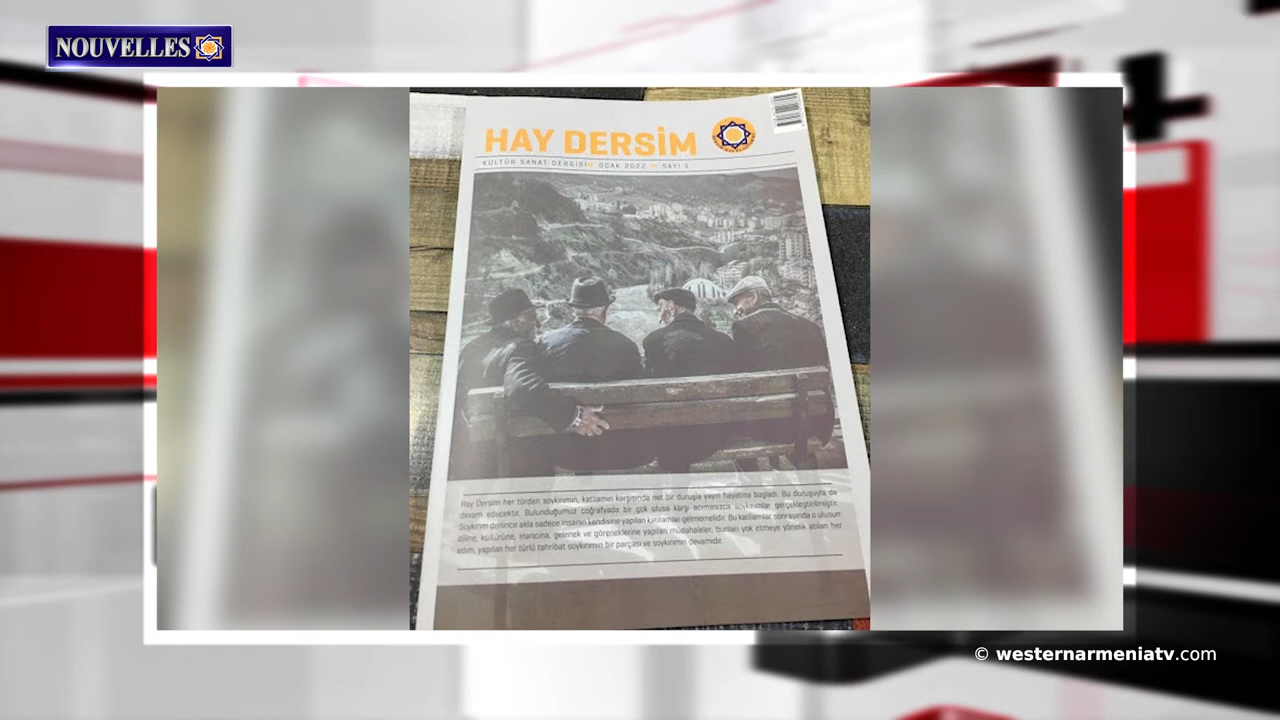 NOUVELLES
HAY DERSİM
KÜLTÜR SANAT DERGİSİ OCAK 2022 SAYI:1
Hay Dersim her türden soykırımın, katliamın karşısında net bir duruşla yayın hayatına başladı. Bu duruşuyla da
devam edecektir. Bulunduğumuz coğrafyada bir çok ulusa karşı acımasızca soykırımlar gerçekleştirilmiştir.
Soykırım denince akla sadece insanın kendisine yapılan katliamlar gelmemelidir. Bu katliamlar sonrasında o ulusun
diline, kültürüne, inancına, gelenek ve göreneklerine yapılan müdahaleler, bunları yok etmeye yönelik atılan her
adım, yapılan her türlü tahribat soykırımın bir parçası ve soykırımın devamıdır.
© westernarmeniatv.com